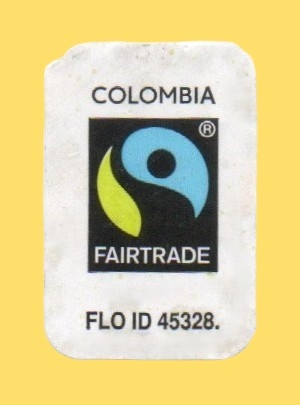 COLOMBIA
®
FAIRTRADE
FLO ID 45328.